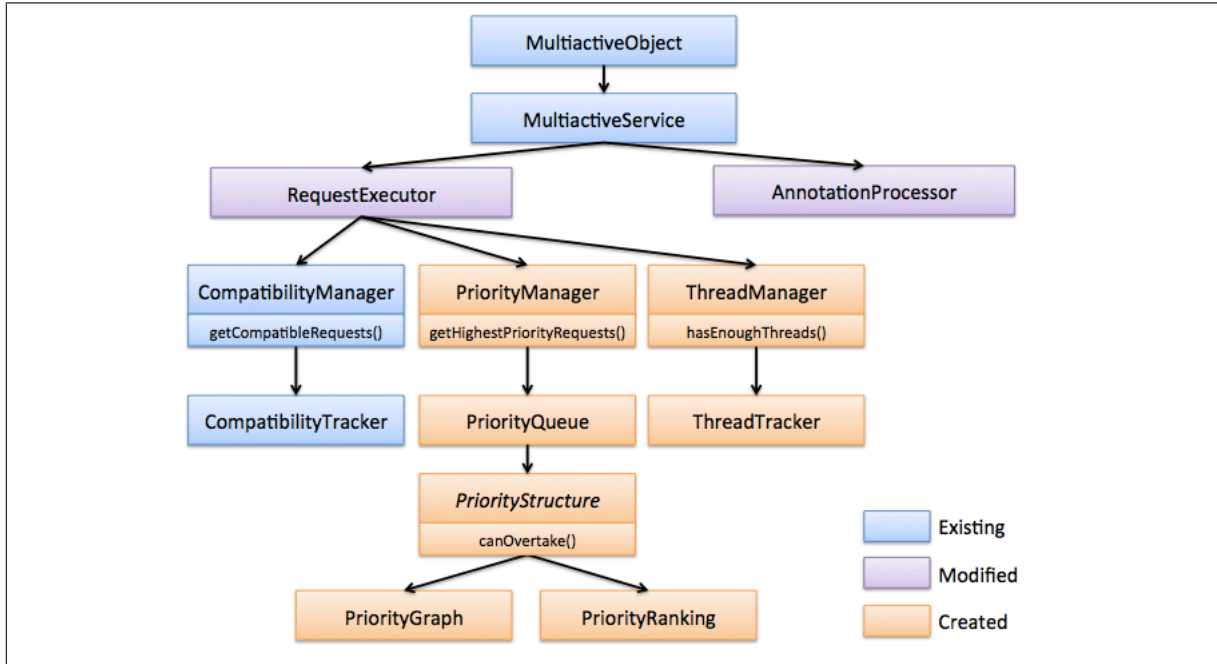 MultiactiveObject
MultiactiveService
RequestExecutor
AnnotationProcessor
CompatibilityManager
getCompatibleRequests()
PriorityManager
getHighestPriorityRequests()
ThreadManager
hasEnoughThreads()
CompatibilityTracker
PriorityQueue
ThreadTracker
PriorityStructure
canOvertake()
PriorityGraph
PriorityRanking
Existing
Modified
Created